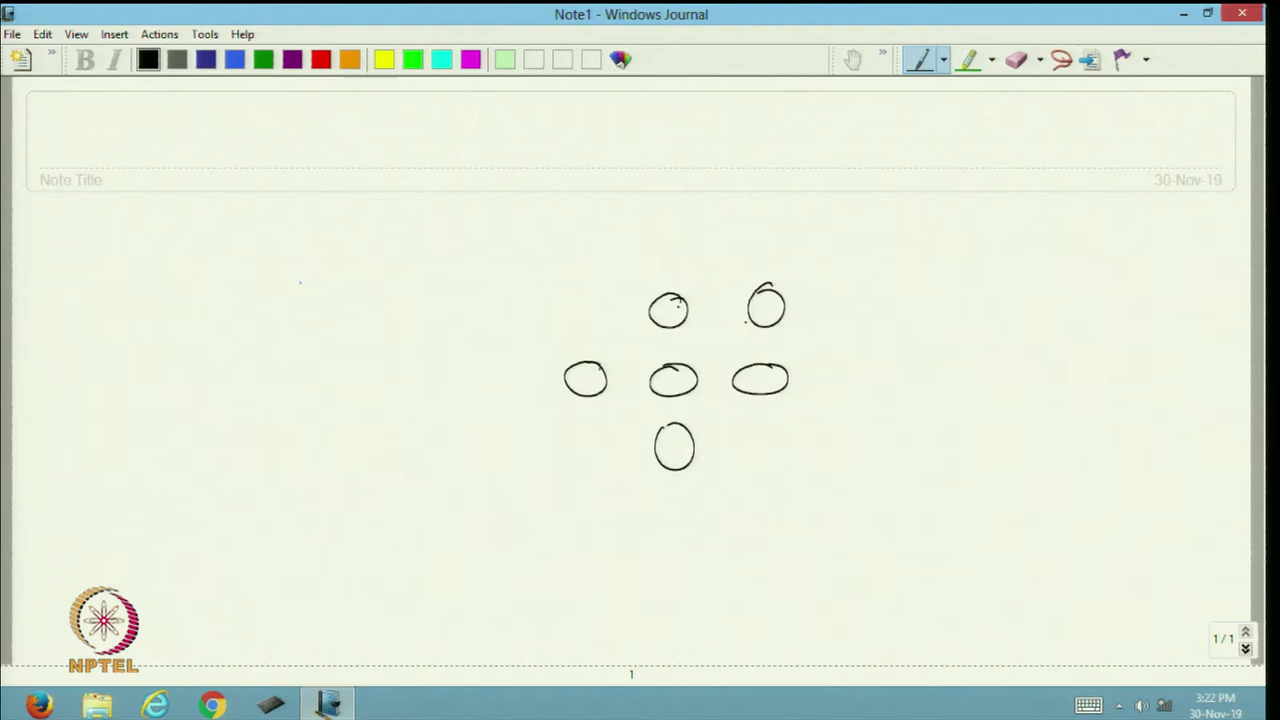 Note1 - Windows Journal
File Edit View Insert Actions Tools Help
B I
Note Title
30-Nov-19
NPTEL
1 / 1
1
3:22 PM
30-Nov-19